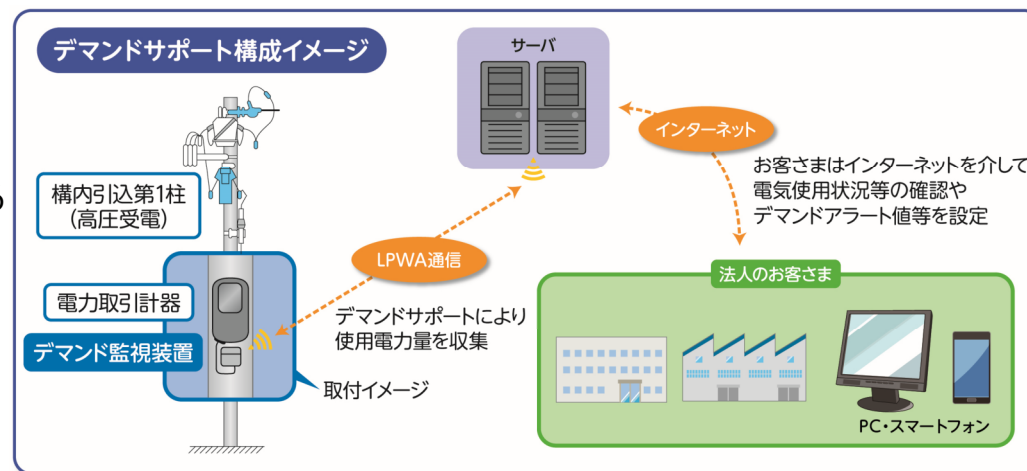 デマンドサポート構成イメージ
サーバ
インターネット
お客さまはインターネットを介して
電気使用状況等の確認や
デマンドアラート値等を設定
構内引込第1柱
(高圧受電)
LPWA通信
デマンドサポートにより
使用電力量を収集
電力取引計器
デマンド監視装置
取付イメージ
法人のお客さま
PC・スマートフォン